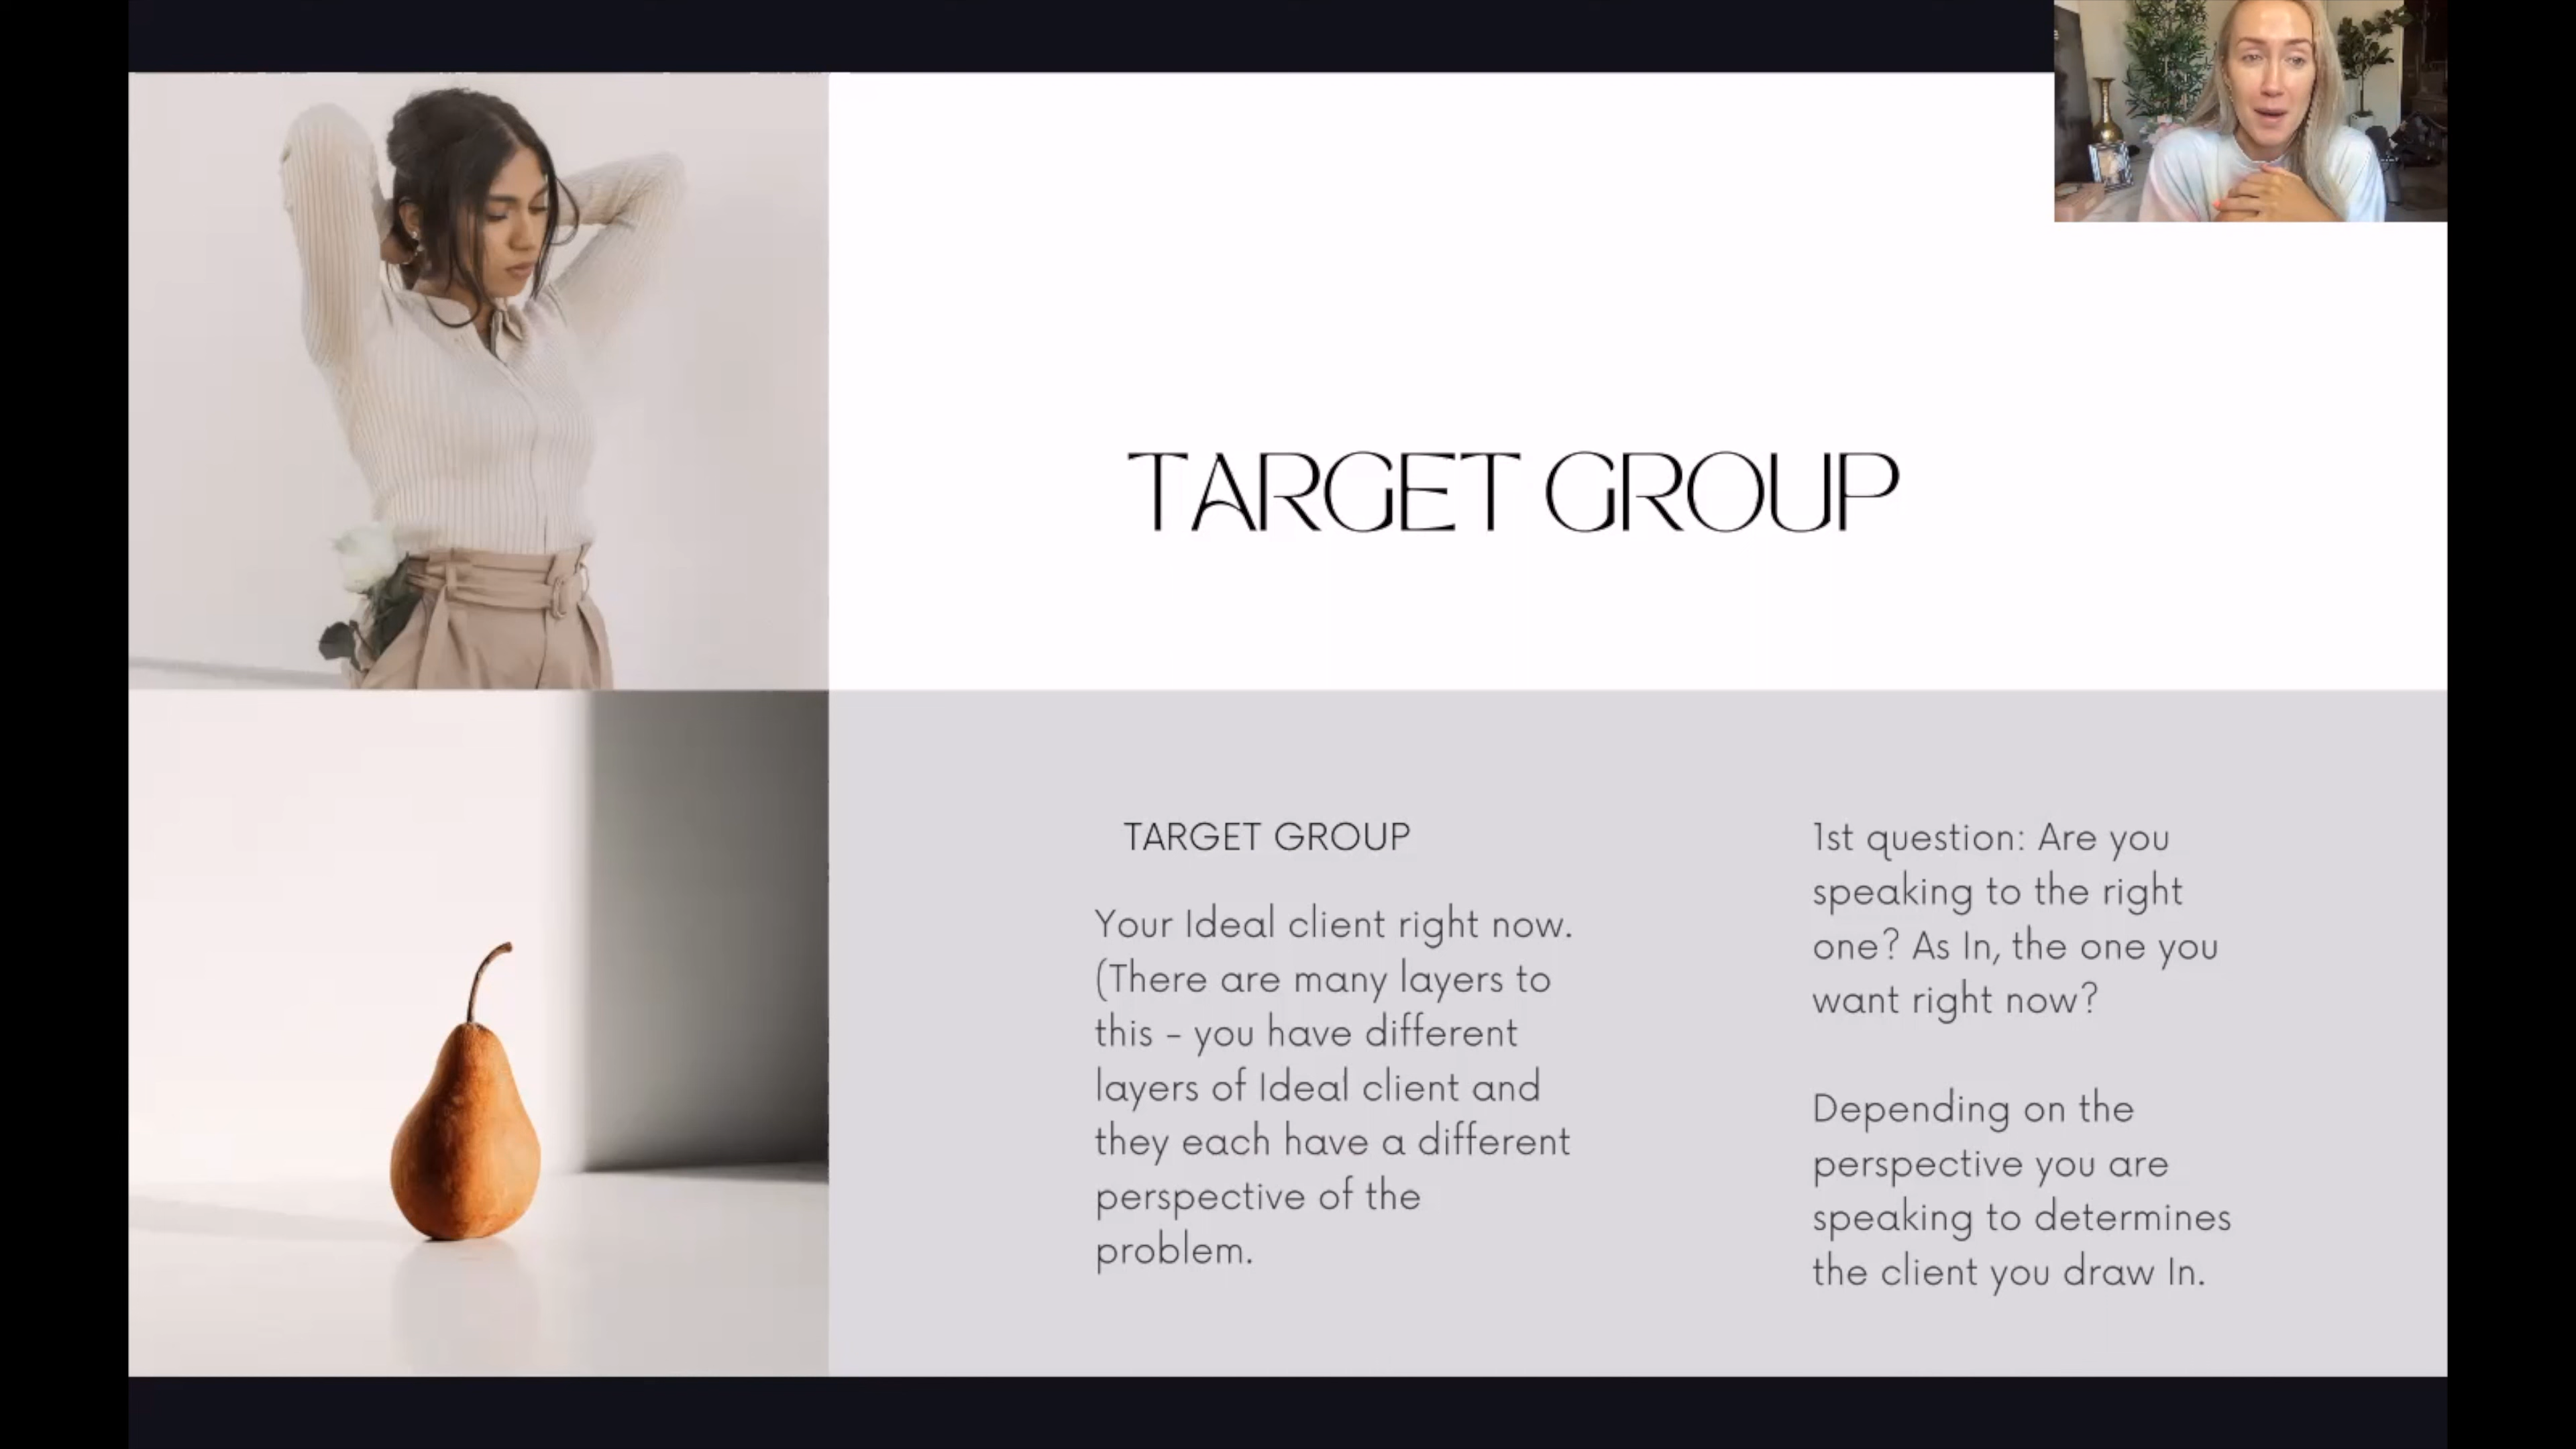 TARGET GROUP
TARGET GROUP
Your Ideal client right now.
(There are many layers to
this - you have different
layers of Ideal client and
they each have a different
perspective of the
problem.
1st question: Are you
speaking to the right
one? As In, the one you
want right now?
Depending on the
perspective you are
speaking to determines
the client you draw In.